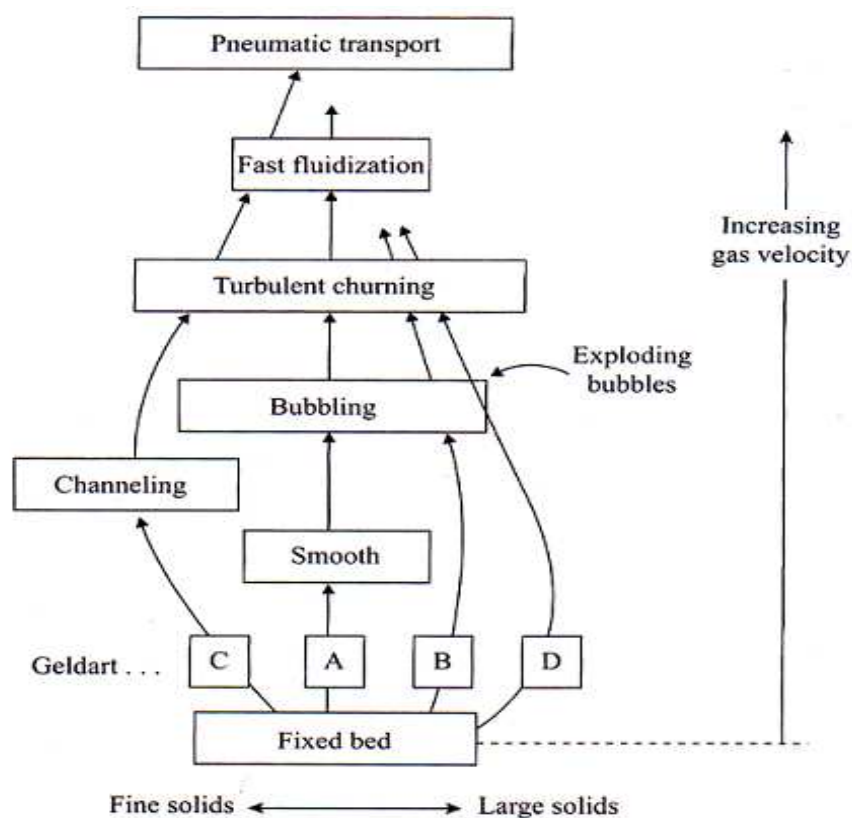 Pneumatic transport
Fast fluidization
Increasing
gas velocity
Turbulent churning
Exploding
bubbles
Bubbling
Channeling
Smooth
Geldart . . .
C
A
B
D
Fixed bed
Fine solids
Large solids